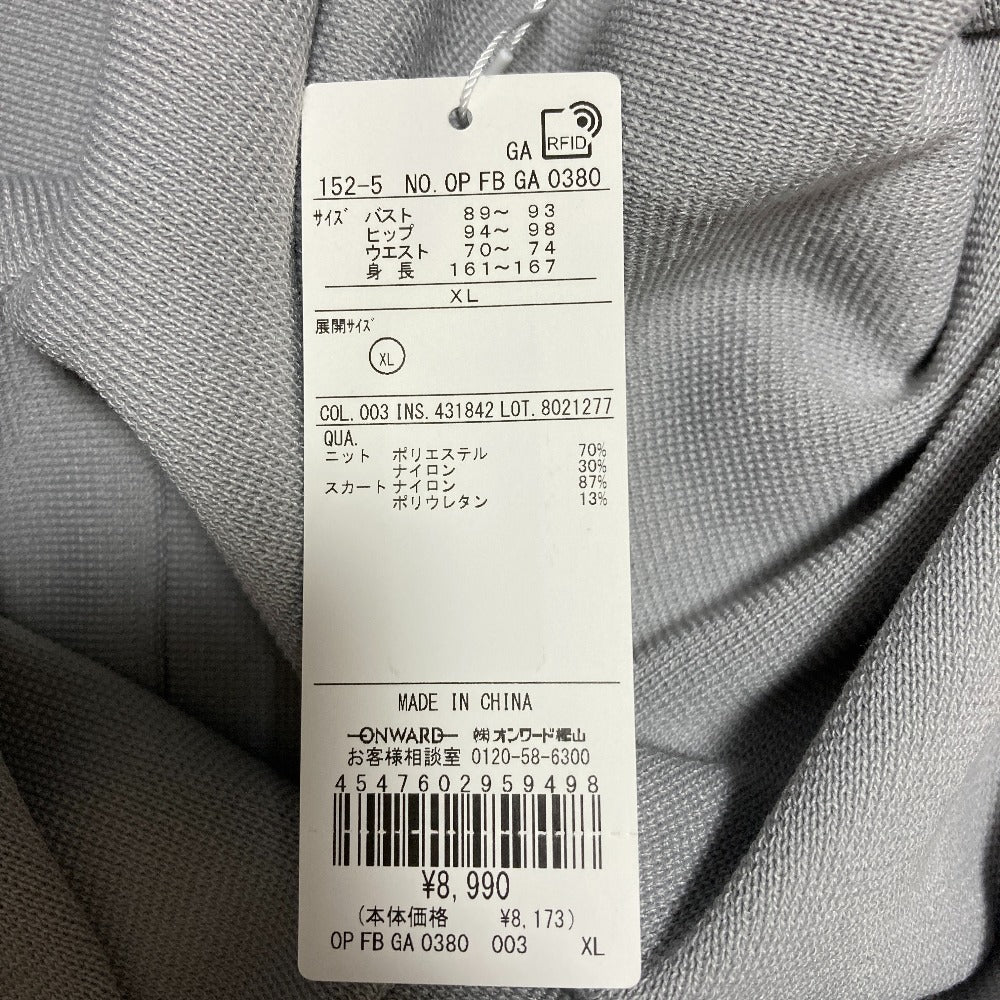 GA RFID
152-5 NO. OP FB GA 0380
サイズ バスト 89～ 93
ヒップ 94～ 98
ウエスト 70～ 74
身長 161～167
XL
展開サイズ
XL
COL. 003 INS. 431842 LOT. 8021277
QUA.
ニット ポリエステル 70%
ナイロン 30%
スカート ナイロン 87%
ポリウレタン 13%
MADE IN CHINA
ONWARD ㈱オンワード樫山
お客様相談室 0120-58-6300
4547602959498
¥8,990
(本体価格 ¥8,173)
OP FB GA 0380 003 XL